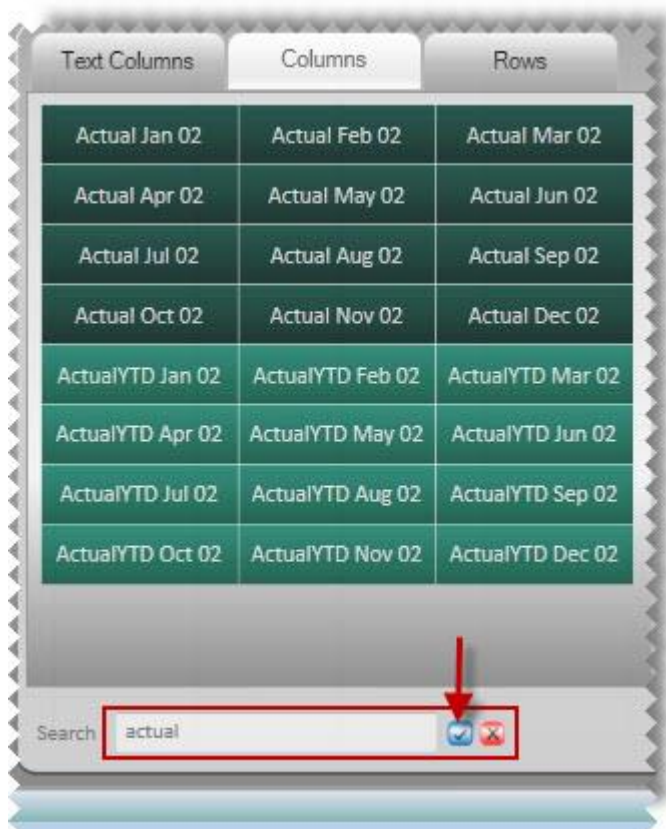 Text Columns Columns Rows
Actual Jan 02 Actual Feb 02 Actual Mar 02
Actual Apr 02 Actual May 02 Actual Jun 02
Actual Jul 02 Actual Aug 02 Actual Sep 02
Actual Oct 02 Actual Nov 02 Actual Dec 02
ActualYTD Jan 02 ActualYTD Feb 02 ActualYTD Mar 02
ActualYTD Apr 02 ActualYTD May 02 ActualYTD Jun 02
ActualYTD Jul 02 ActualYTD Aug 02 ActualYTD Sep 02
ActualYTD Oct 02 ActualYTD Nov 02 ActualYTD Dec 02
Search actual